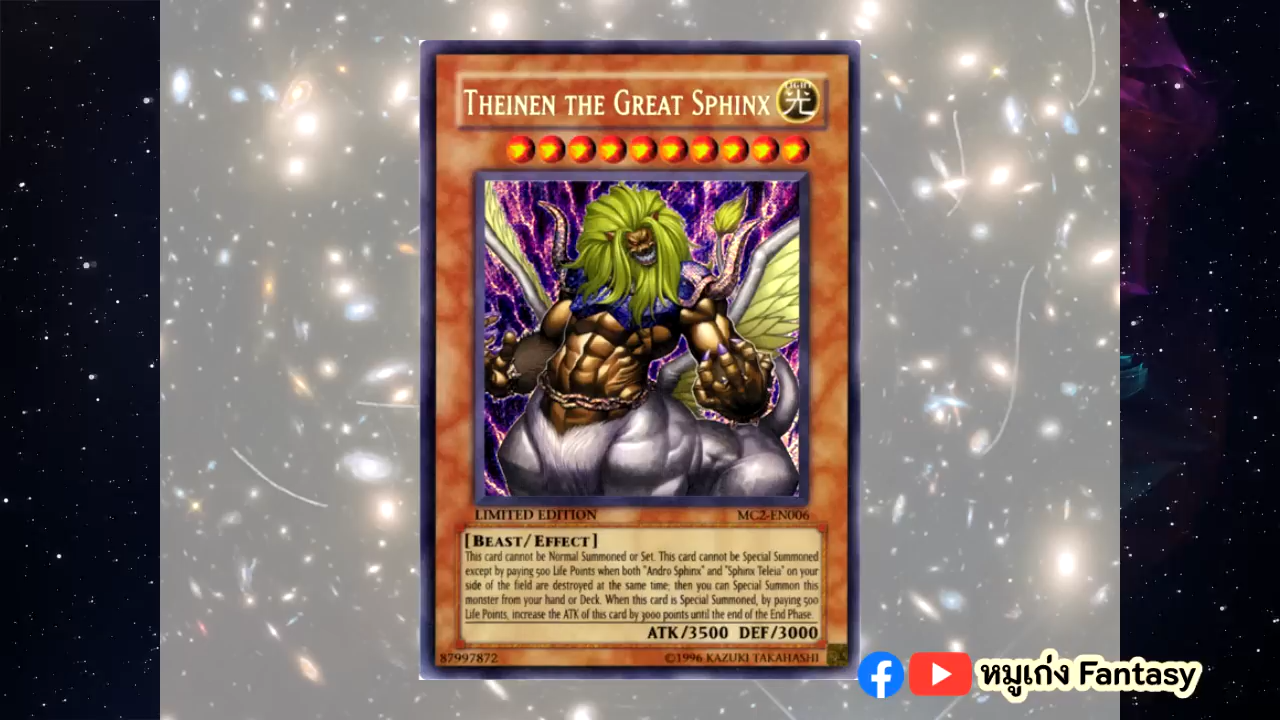 THEINEN THE GREAT SPHINX
LIGHT
光
LIMITED EDITION MC2-EN006
[BEAST/EFFECT]
This card cannot be Normal Summoned or Set. This card cannot be Special Summoned
except by paying 500 Life Points when both "Andro Sphinx" and "Sphinx Teleia" on your
side of the field are destroyed at the same time; then you can Special Summon this
monster from your hand or Deck. When this card is Special Summoned, by paying 500
Life Points, increase the ATK of this card by 3000 points until the end of the End Phase.
ATK/3500 DEF/3000
87997872 ©1996 KAZUKI TAKAHASHI
หมูเก่ง Fantasy